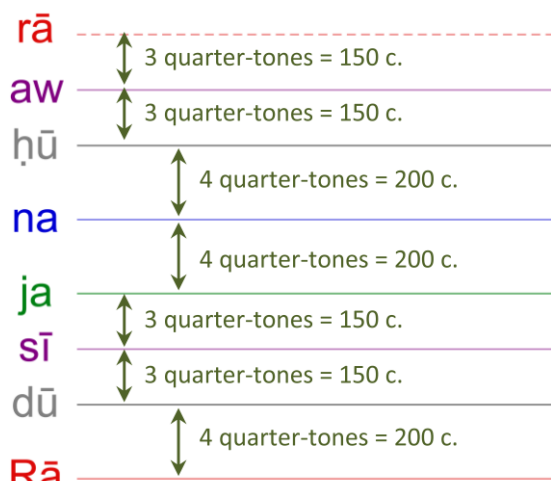 rā
3 quarter-tones = 150 c.
aw
3 quarter-tones = 150 c.
ḥū
4 quarter-tones = 200 c.
na
4 quarter-tones = 200 c.
ja
3 quarter-tones = 150 c.
sī
3 quarter-tones = 150 c.
dū
4 quarter-tones = 200 c.
Rā